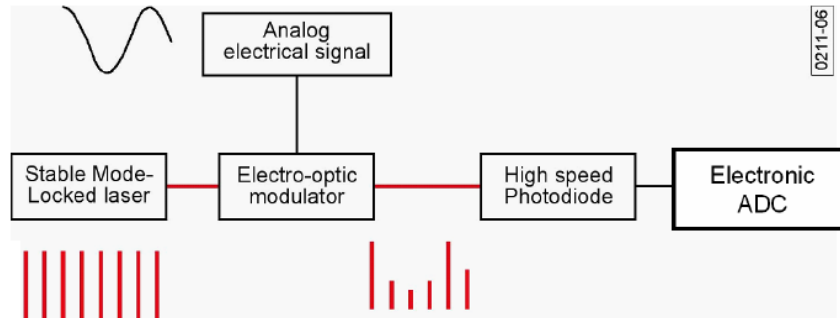 Analog
electrical signal
0211-06
Stable Mode-
Locked laser
Electro-optic
modulator
High speed
Photodiode
Electronic
ADC